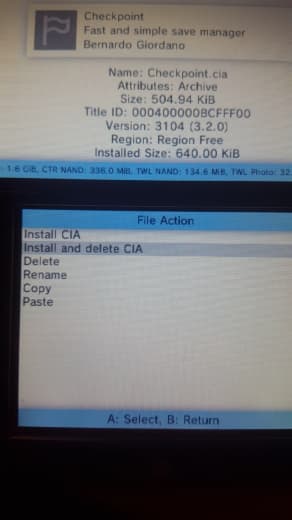 Checkpoint
Fast and simple save manager
Bernardo Giordano
Name: Checkpoint.cia
Attributes: Archive
Size: 504.94 KiB
Title ID: 000400000BCFFF00
Version: 3104 (3.2.0)
Region: Region Free
Installed Size: 640.00 KiB
: 1.6 GiB, CTR NAND: 336.0 MiB, TWL NAND: 134.6 MiB, TWL Photo: 32.
File Action
Install CIA
Install and delete CIA
Delete
Rename
Copy
Paste
A: Select, B: Return